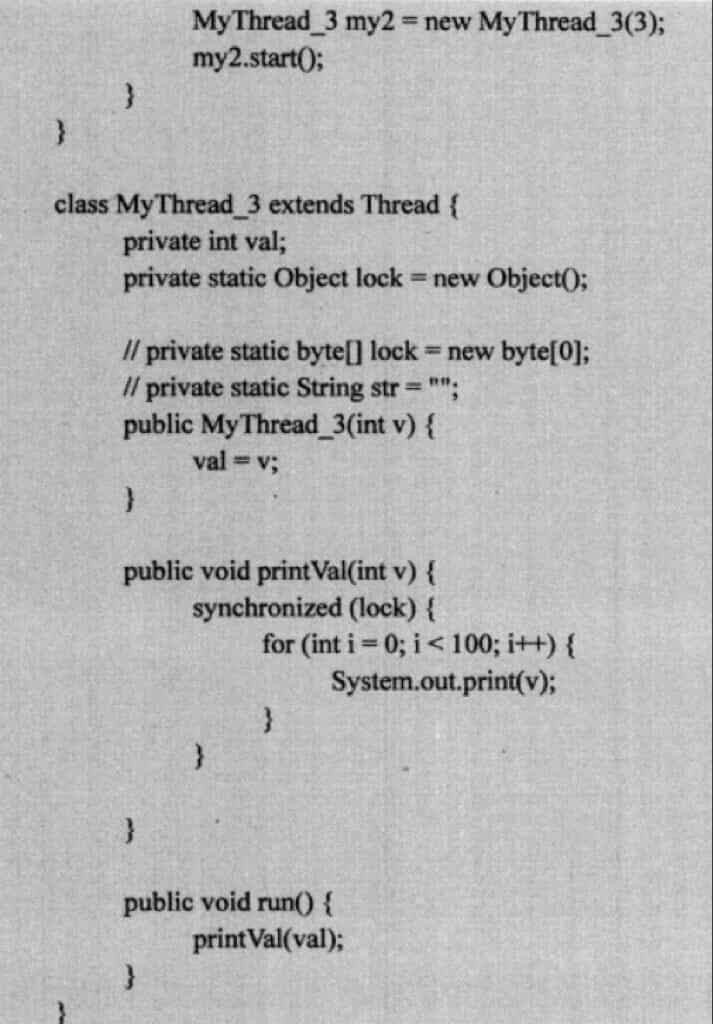 MyThread_3 my2 = new MyThread_3(3);
my2.start();
}
}
class MyThread_3 extends Thread {
private int val;
private static Object lock = new Object();
// private static byte[] lock = new byte[0];
// private static String str = "";
public MyThread_3(int v) {
val = v;
}
public void printVal(int v) {
synchronized (lock) {
for (int i = 0; i < 100; i++) {
System.out.print(v);
}
}
}
public void run() {
printVal(val);
}
}